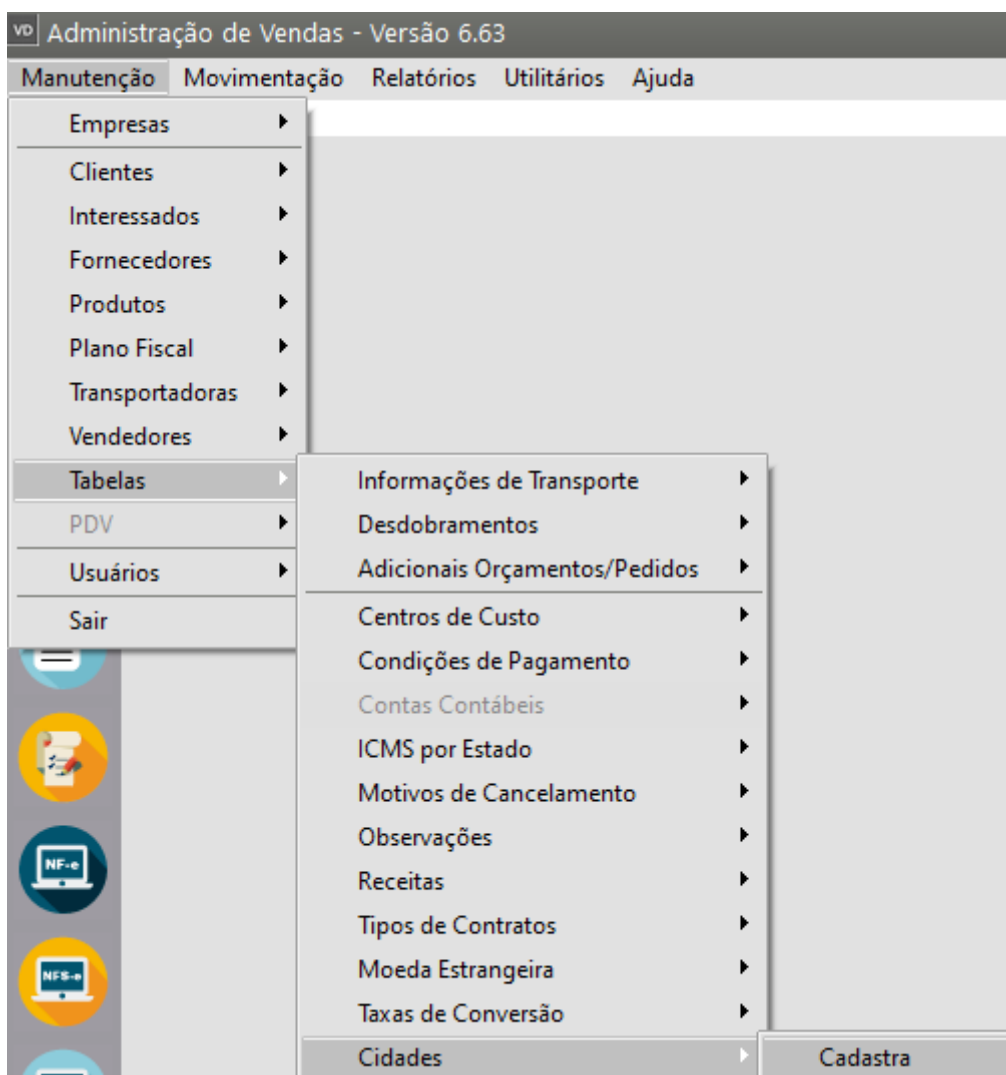 VD Administração de Vendas - Versão 6.63
Manutenção Movimentação Relatórios Utilitários Ajuda
Empresas
Clientes
Interessados
Fornecedores
Produtos
Plano Fiscal
Transportadoras
Vendedores
Tabelas
PDV
Usuários
Sair
Informações de Transporte
Desdobramentos
Adicionais Orçamentos/Pedidos
Centros de Custo
Condições de Pagamento
Contas Contábeis
ICMS por Estado
Motivos de Cancelamento
Observações
Receitas
Tipos de Contratos
Moeda Estrangeira
Taxas de Conversão
Cidades
Cadastra
NF-e
NFS-e